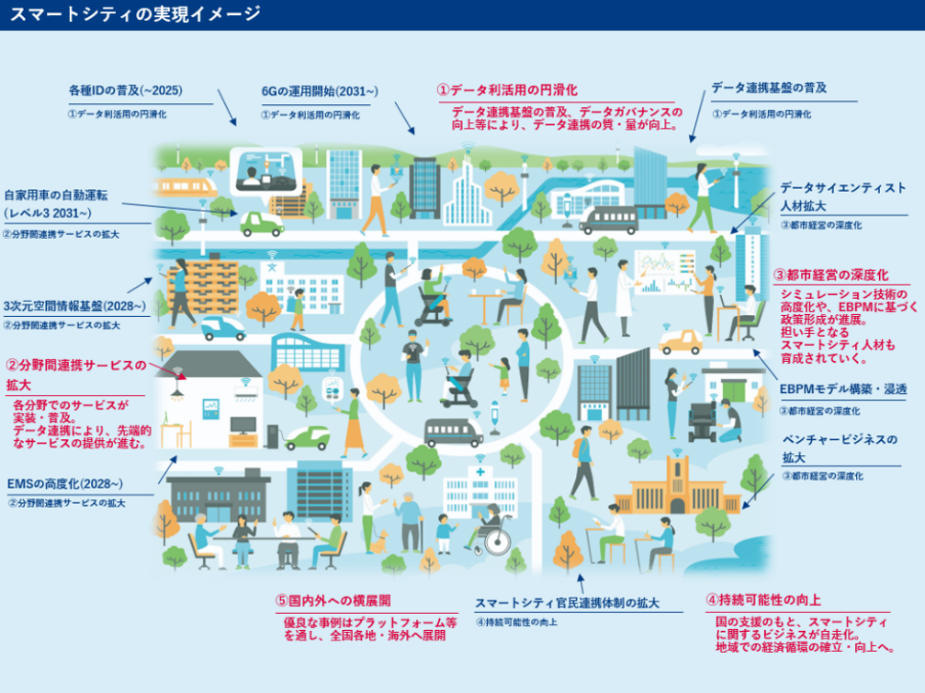 スマートシティの実現イメージ
各種IDの普及(~2025)
①データ利活用の円滑化
6Gの運用開始(2031~)
①データ利活用の円滑化
①データ利活用の円滑化
データ連携基盤の普及、データガバナンスの
向上等により、データ連携の質・量が向上。
データ連携基盤の普及
①データ利活用の円滑化
自家用車の自動運転
(レベル3 2031~)
②分野間連携サービスの拡大
データサイエンティスト
人材拡大
③都市経営の深度化
3次元空間情報基盤(2028~)
②分野間連携サービスの拡大
③都市経営の深度化
シミュレーション技術の
高度化や、EBPMに基づく
政策形成が進展。
担い手となる
スマートシティ人材も
育成されていく。
②分野間連携サービスの
拡大
各分野でのサービスが
実装・普及。
データ連携により、先端的
なサービスの提供が進む。
EBPMモデル構築・浸透
③都市経営の深度化
ベンチャービジネスの
拡大
③都市経営の深度化
EMSの高度化(2028~)
②分野間連携サービスの拡大
⑤国内外への横展開
優良な事例はプラットフォーム等
を通し、全国各地・海外へ展開
スマートシティ官民連携体制の拡大
④持続可能性の向上
④持続可能性の向上
国の支援のもと、スマートシティ
に関するビジネスが自走化。
地域での経済循環の確立・向上へ。